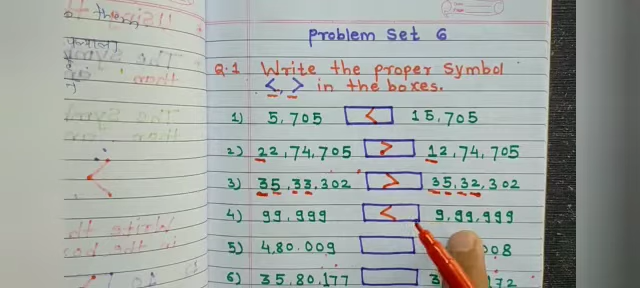 Problem Set 6
Q.1 Write the proper symbol
<, > in the boxes.
1) 5,705 < 15,705
2) 22,74,705 > 12,74,705
3) 35,33,302 > 35,32,302
4) 99,999 < 9,99,999
5) 4,80,009 008
6) 35,80,177 172